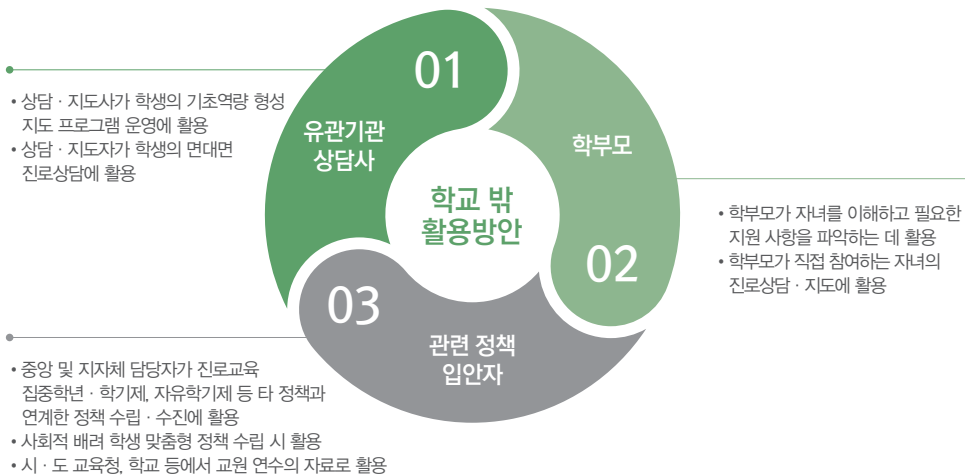 01
유관기관
상담사
• 상담 · 지도사가 학생의 기초역량 형성
지도 프로그램 운영에 활용
• 상담 · 지도자가 학생의 면대면
진로상담에 활용
학교 밖
활용방안
학부모
02
• 학부모가 자녀를 이해하고 필요한
지원 사항을 파악하는 데 활용
• 학부모가 직접 참여하는 자녀의
진로상담 · 지도에 활용
03
관련 정책
입안자
• 중앙 및 지자체 담당자가 진로교육
집중학년 · 학기제, 자유학기제 등 타 정책과
연계한 정책 수립 · 수진에 활용
• 사회적 배려 학생 맞춤형 정책 수립 시 활용
• 시 · 도 교육청, 학교 등에서 교원 연수의 자료로 활용